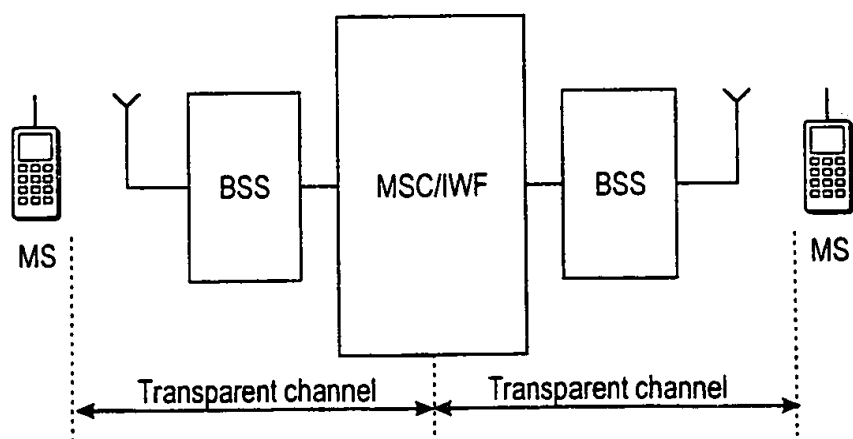 BSS
MSC/IWF
BSS
MS
MS
Transparent channel
Transparent channel